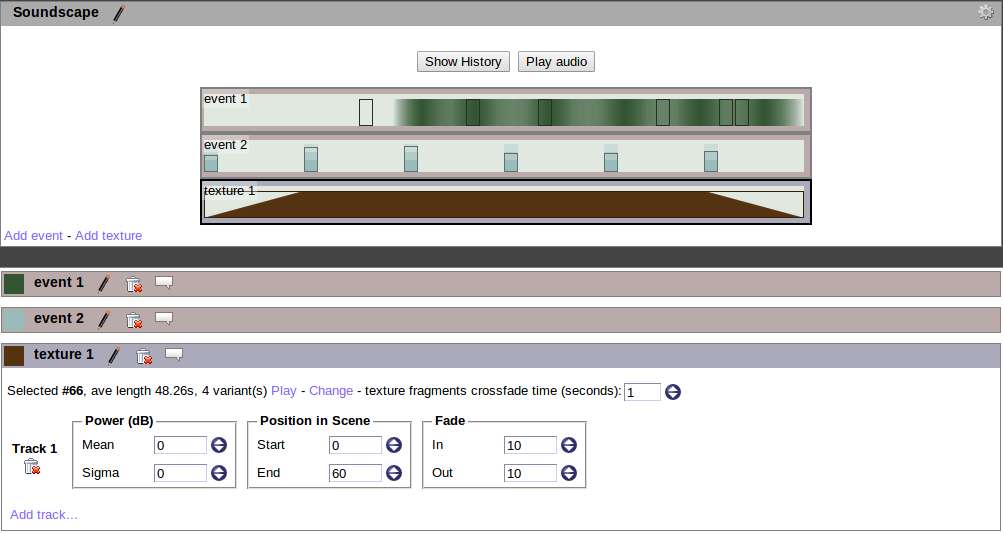 Soundscape
Show History Play audio
event 1
event 2
texture 1
Add event - Add texture
event 1
event 2
texture 1
Selected #66, ave length 48.26s, 4 variant(s) Play - Change - texture fragments crossfade time (seconds): 1
Power (dB) Position in Scene Fade
Mean 0 Start 0 In 10
Track 1
Sigma 0 End 60 Out 10
Add track...